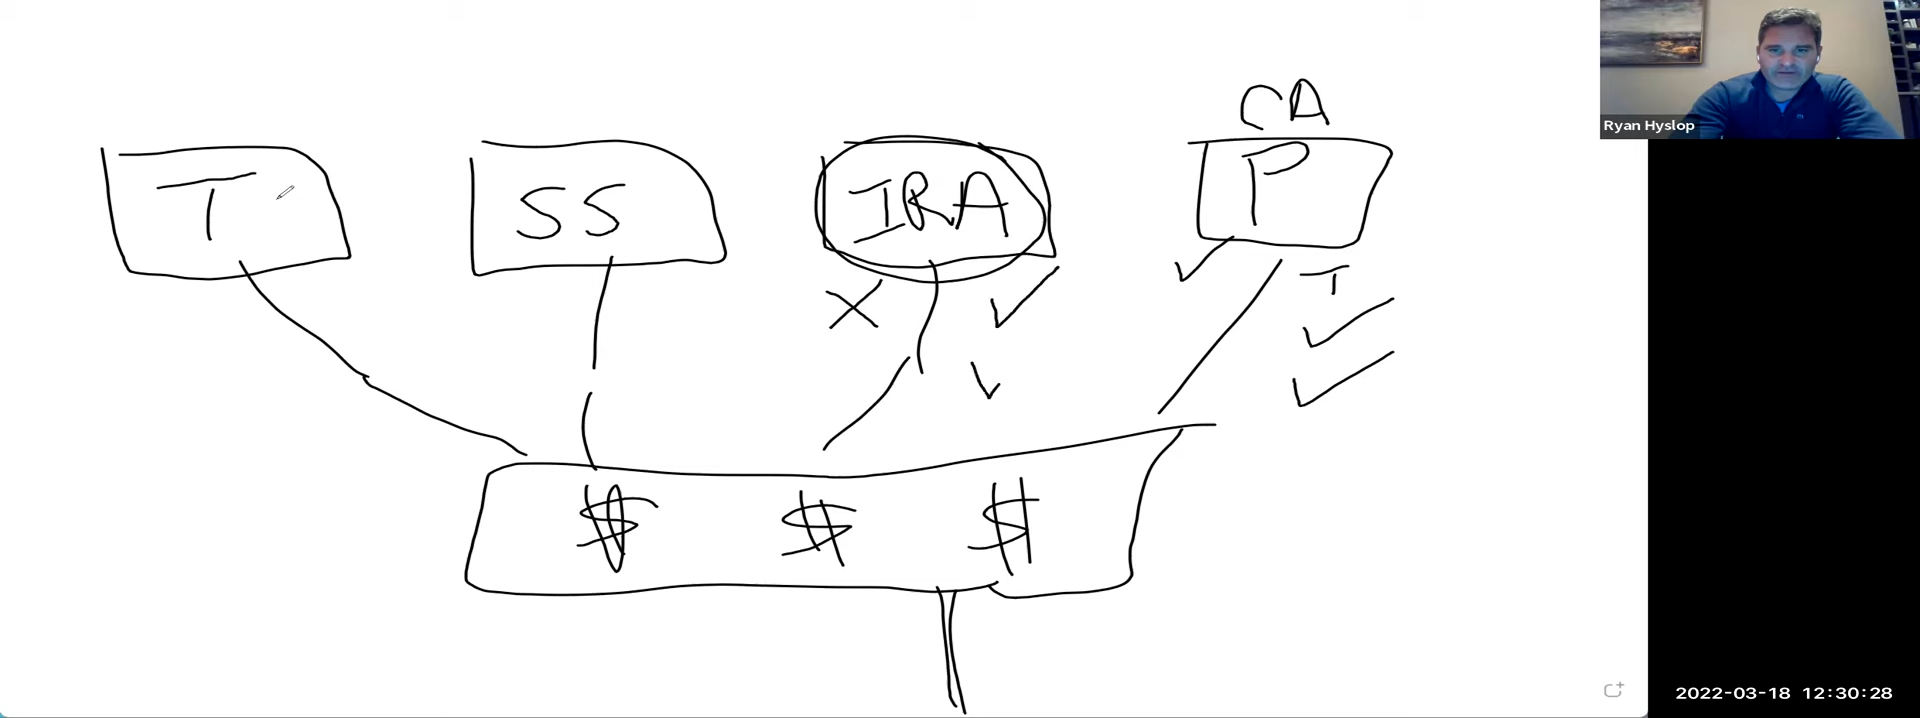 Ryan Hyslop
CA
T
SS
IRA
P
T
$
$
$
2022-03-18 12:30:28